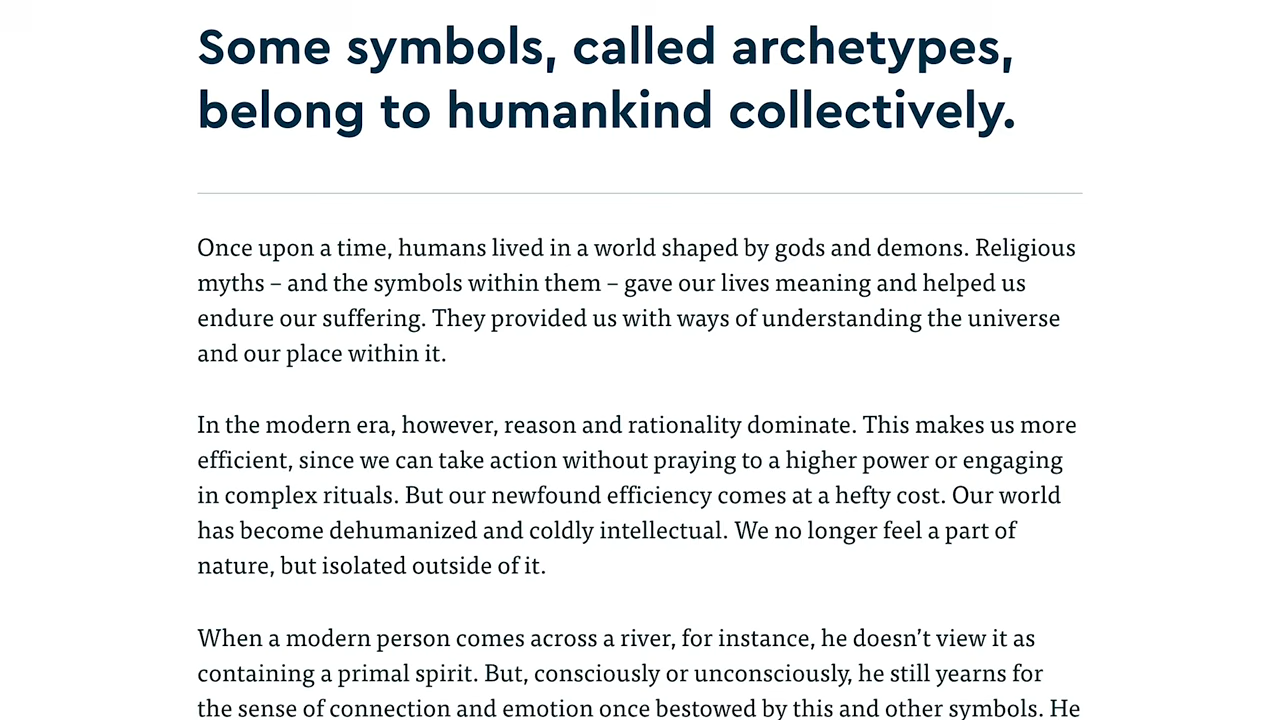 Some symbols, called archetypes,
belong to humankind collectively.
Once upon a time, humans lived in a world shaped by gods and demons. Religious
myths – and the symbols within them – gave our lives meaning and helped us
endure our suffering. They provided us with ways of understanding the universe
and our place within it.
In the modern era, however, reason and rationality dominate. This makes us more
efficient, since we can take action without praying to a higher power or engaging
in complex rituals. But our newfound efficiency comes at a hefty cost. Our world
has become dehumanized and coldly intellectual. We no longer feel a part of
nature, but isolated outside of it.
When a modern person comes across a river, for instance, he doesn’t view it as
containing a primal spirit. But, consciously or unconsciously, he still yearns for
the sense of connection and emotion once bestowed by this and other symbols. He